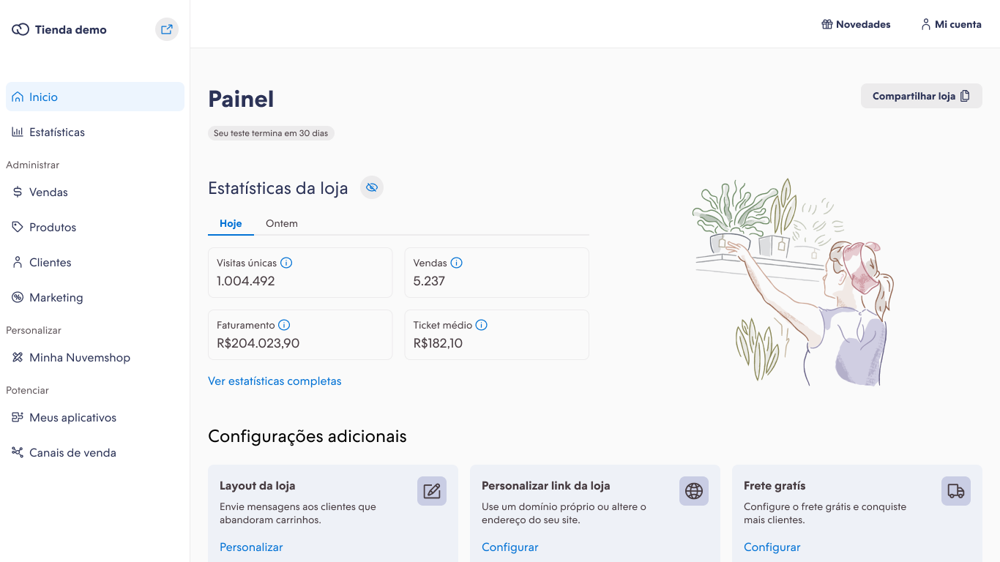 Tienda demo
Novedades
Mi cuenta
Inicio
Estatísticas
Administrar
Vendas
Produtos
Clientes
Marketing
Personalizar
Minha Nuvemshop
Potenciar
Meus aplicativos
Canais de venda
Painel
Compartilhar loja
Seu teste termina em 30 dias
Estatísticas da loja
Hoje
Ontem
Visitas únicas
1.004.492
Vendas
5.237
Faturamento
R$204.023,90
Ticket médio
R$182,10
Ver estatísticas completas
Configurações adicionais
Layout da loja
Envie mensagens aos clientes que
abandoram carrinhos.
Personalizar
Personalizar link da loja
Use um domínio próprio ou altere o
endereço do seu site.
Configurar
Frete gratís
Configure o frete grátis e conquiste
mais clientes.
Configurar